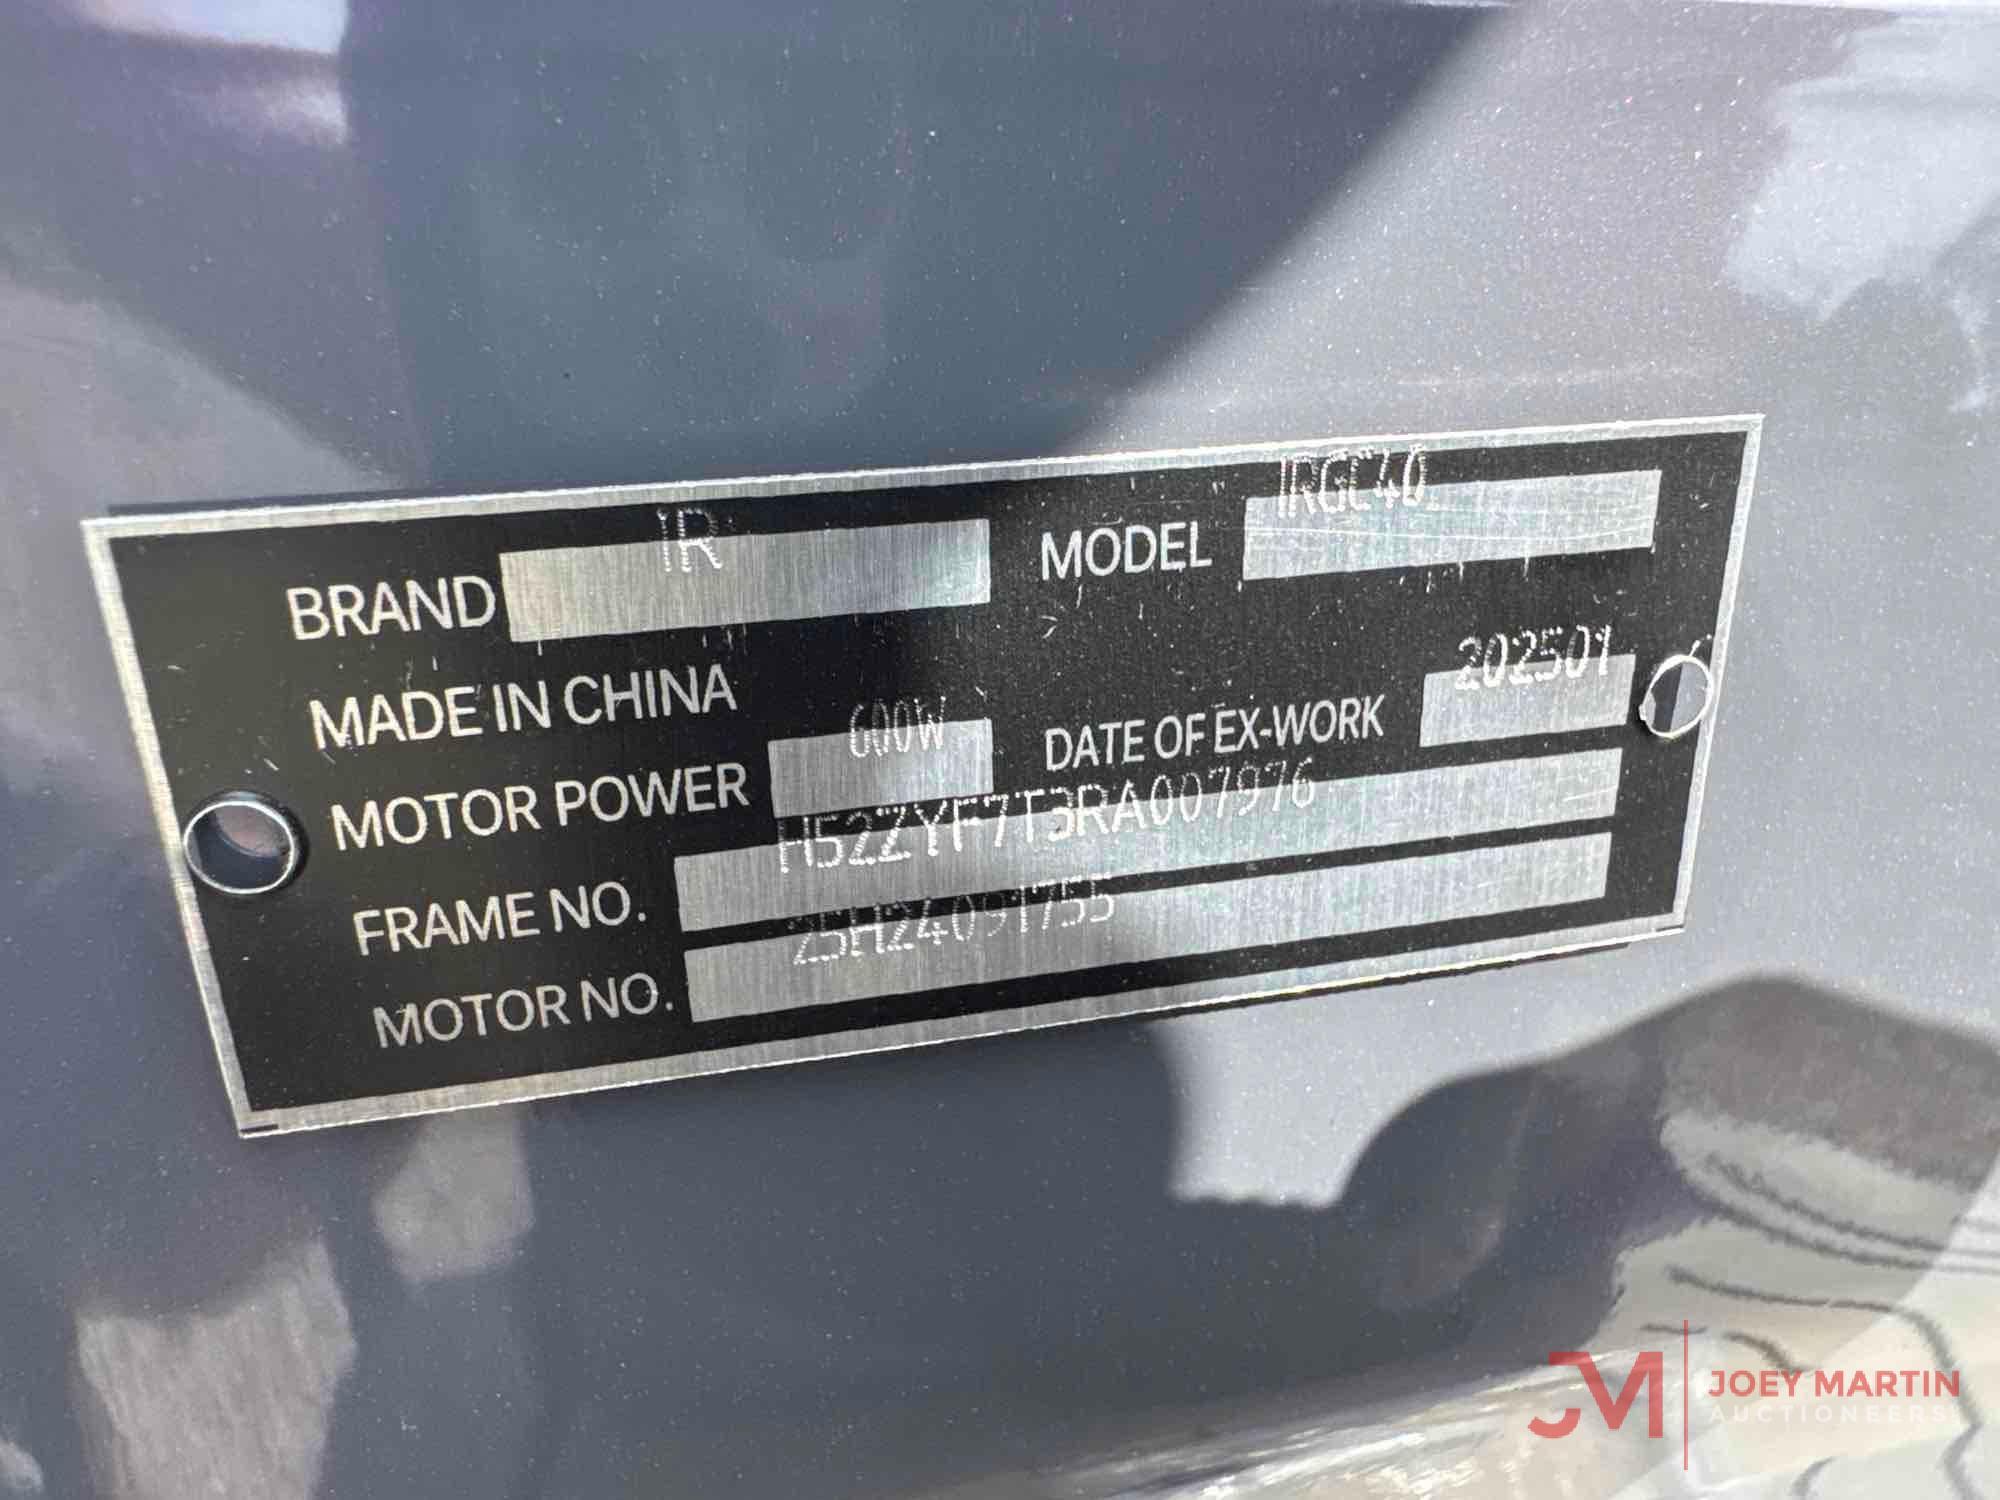 BRAND IR MODEL IRGC40
MADE IN CHINA
MOTOR POWER 600W DATE OF EX-WORK 202501
FRAME NO. H52ZYF7T3RA007976
MOTOR NO. 25H24091755
JM JOEY MARTIN
AUCTIONEERS